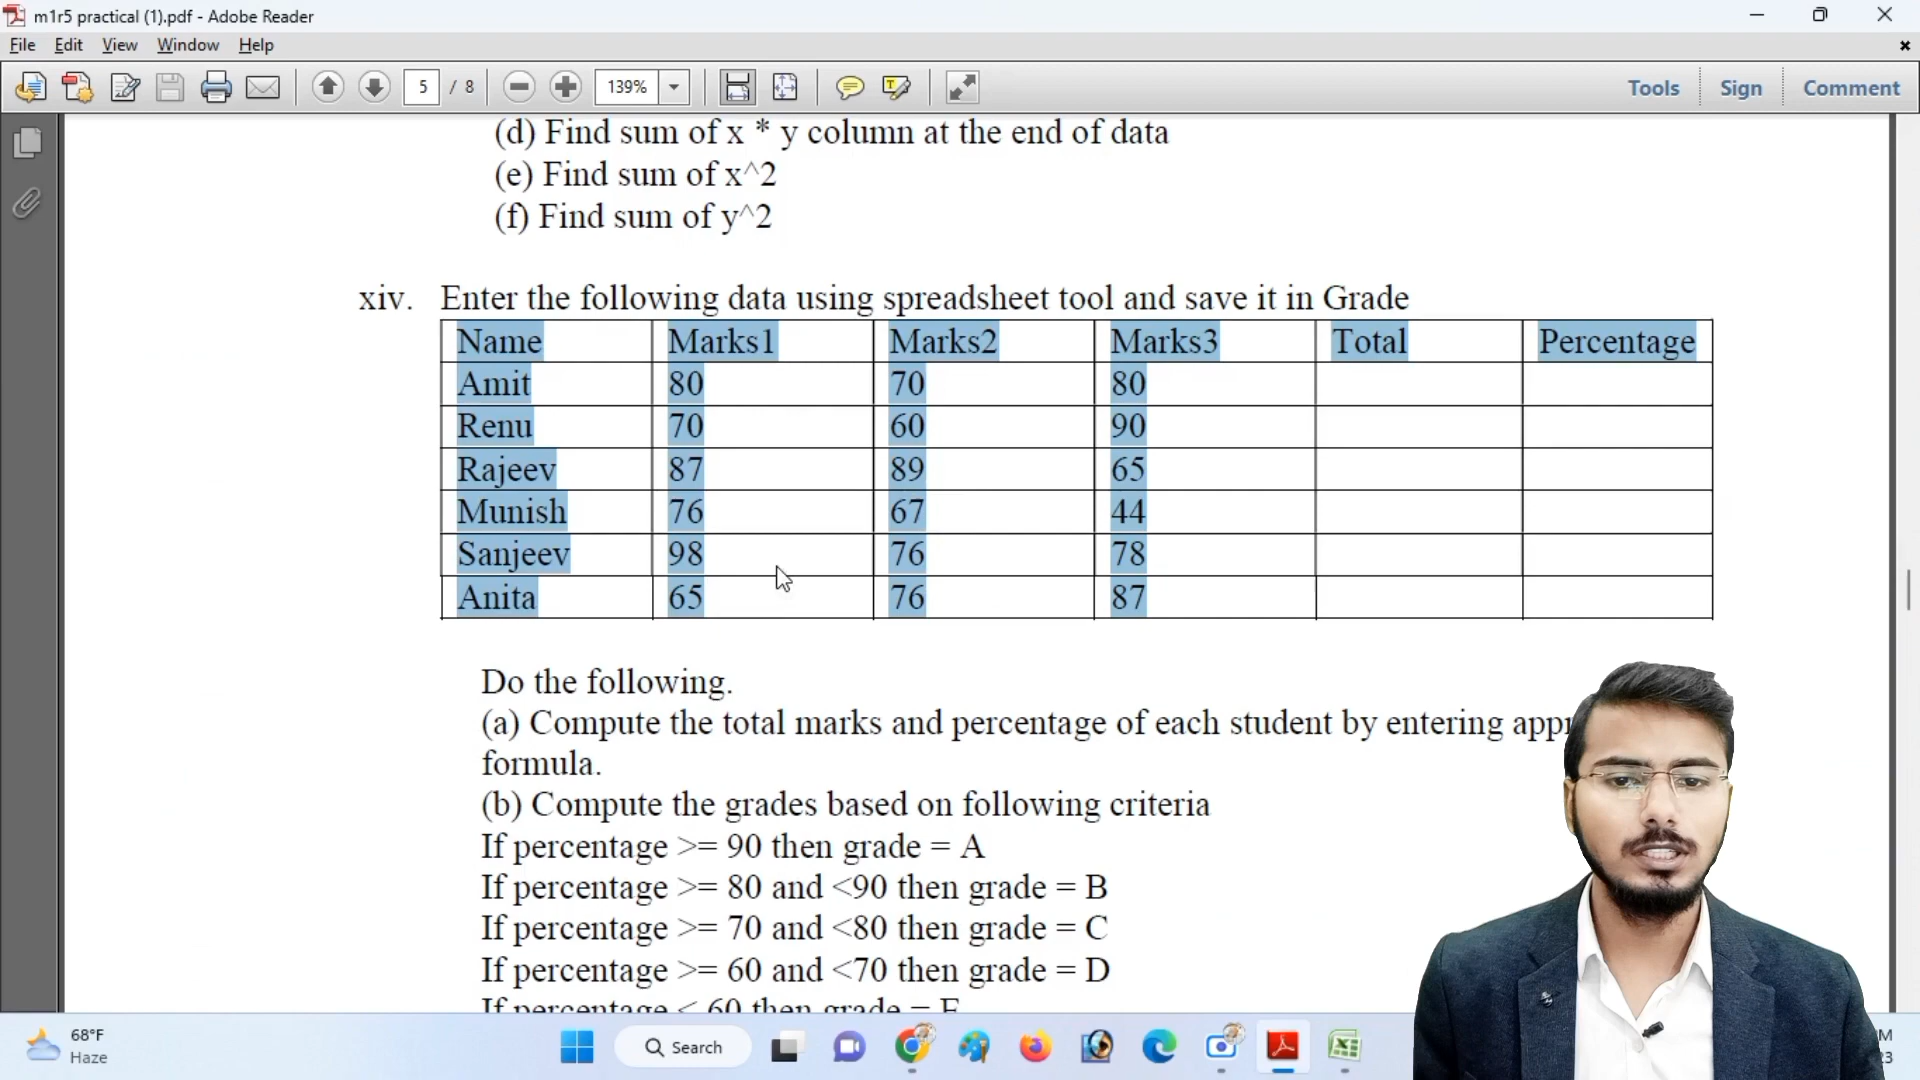 m1r5 practical (1).pdf - Adobe Reader
File Edit View Window Help
5 / 8 139% Tools Sign Comment
(d) Find sum of x * y column at the end of data
(e) Find sum of x^2
(f) Find sum of y^2
xiv. Enter the following data using spreadsheet tool and save it in Grade
Name Marks1 Marks2 Marks3 Total Percentage
Amit 80 70 80
Renu 70 60 90
Rajeev 87 89 65
Munish 76 67 44
Sanjeev 98 76 78
Anita 65 76 87
Do the following.
(a) Compute the total marks and percentage of each student by entering
formula.
(b) Compute the grades based on following criteria
If percentage >= 90 then grade = A
If percentage >= 80 and <90 then grade = B
If percentage >= 70 and <80 then grade = C
If percentage >= 60 and <70 then grade = D
If percentage < 60 then grade =
68°F
Haze
Search